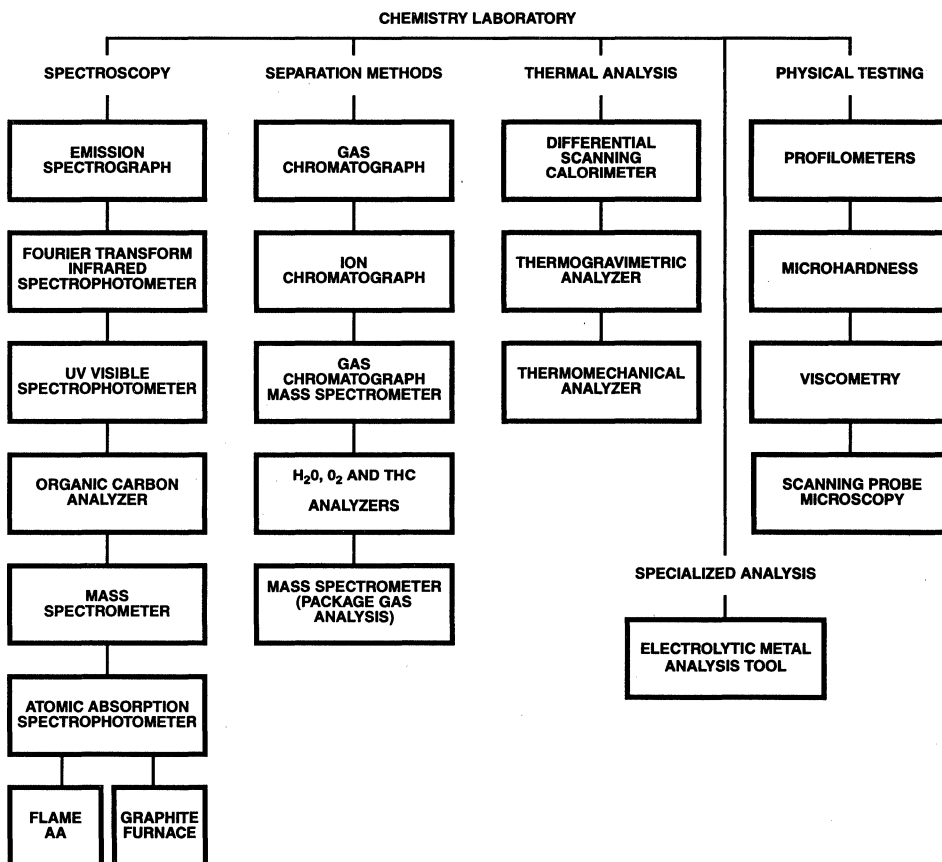 CHEMISTRY LABORATORY
SPECTROSCOPY
EMISSION
SPECTROGRAPH
FOURIER TRANSFORM
INFRARED
SPECTROPHOTOMETER
UV VISIBLE
SPECTROPHOTOMETER
ORGANIC CARBON
ANALYZER
MASS
SPECTROMETER
ATOMIC ABSORPTION
SPECTROPHOTOMETER
FLAME
AA
GRAPHITE
FURNACE
SEPARATION METHODS
GAS
CHROMATOGRAPH
ION
CHROMATOGRAPH
GAS
CHROMATOGRAPH
MASS SPECTROMETER
H₂0, 0₂ AND THC
ANALYZERS
MASS SPECTROMETER
(PACKAGE GAS
ANALYSIS)
THERMAL ANALYSIS
DIFFERENTIAL
SCANNING
CALORIMETER
THERMOGRAVIMETRIC
ANALYZER
THERMOMECHANICAL
ANALYZER
SPECIALIZED ANALYSIS
ELECTROLYTIC METAL
ANALYSIS TOOL
PHYSICAL TESTING
PROFILOMETERS
MICROHARDNESS
VISCOMETRY
SCANNING PROBE
MICROSCOPY